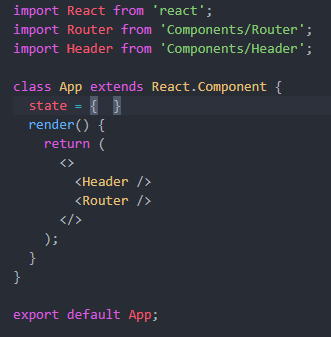 import React from 'react';
import Router from 'Components/Router';
import Header from 'Components/Header';

class App extends React.Component {
  state = {  }
  render() {
    return (
      <>
        <Header />
        <Router />
      </>
    );
  }
}

export default App;